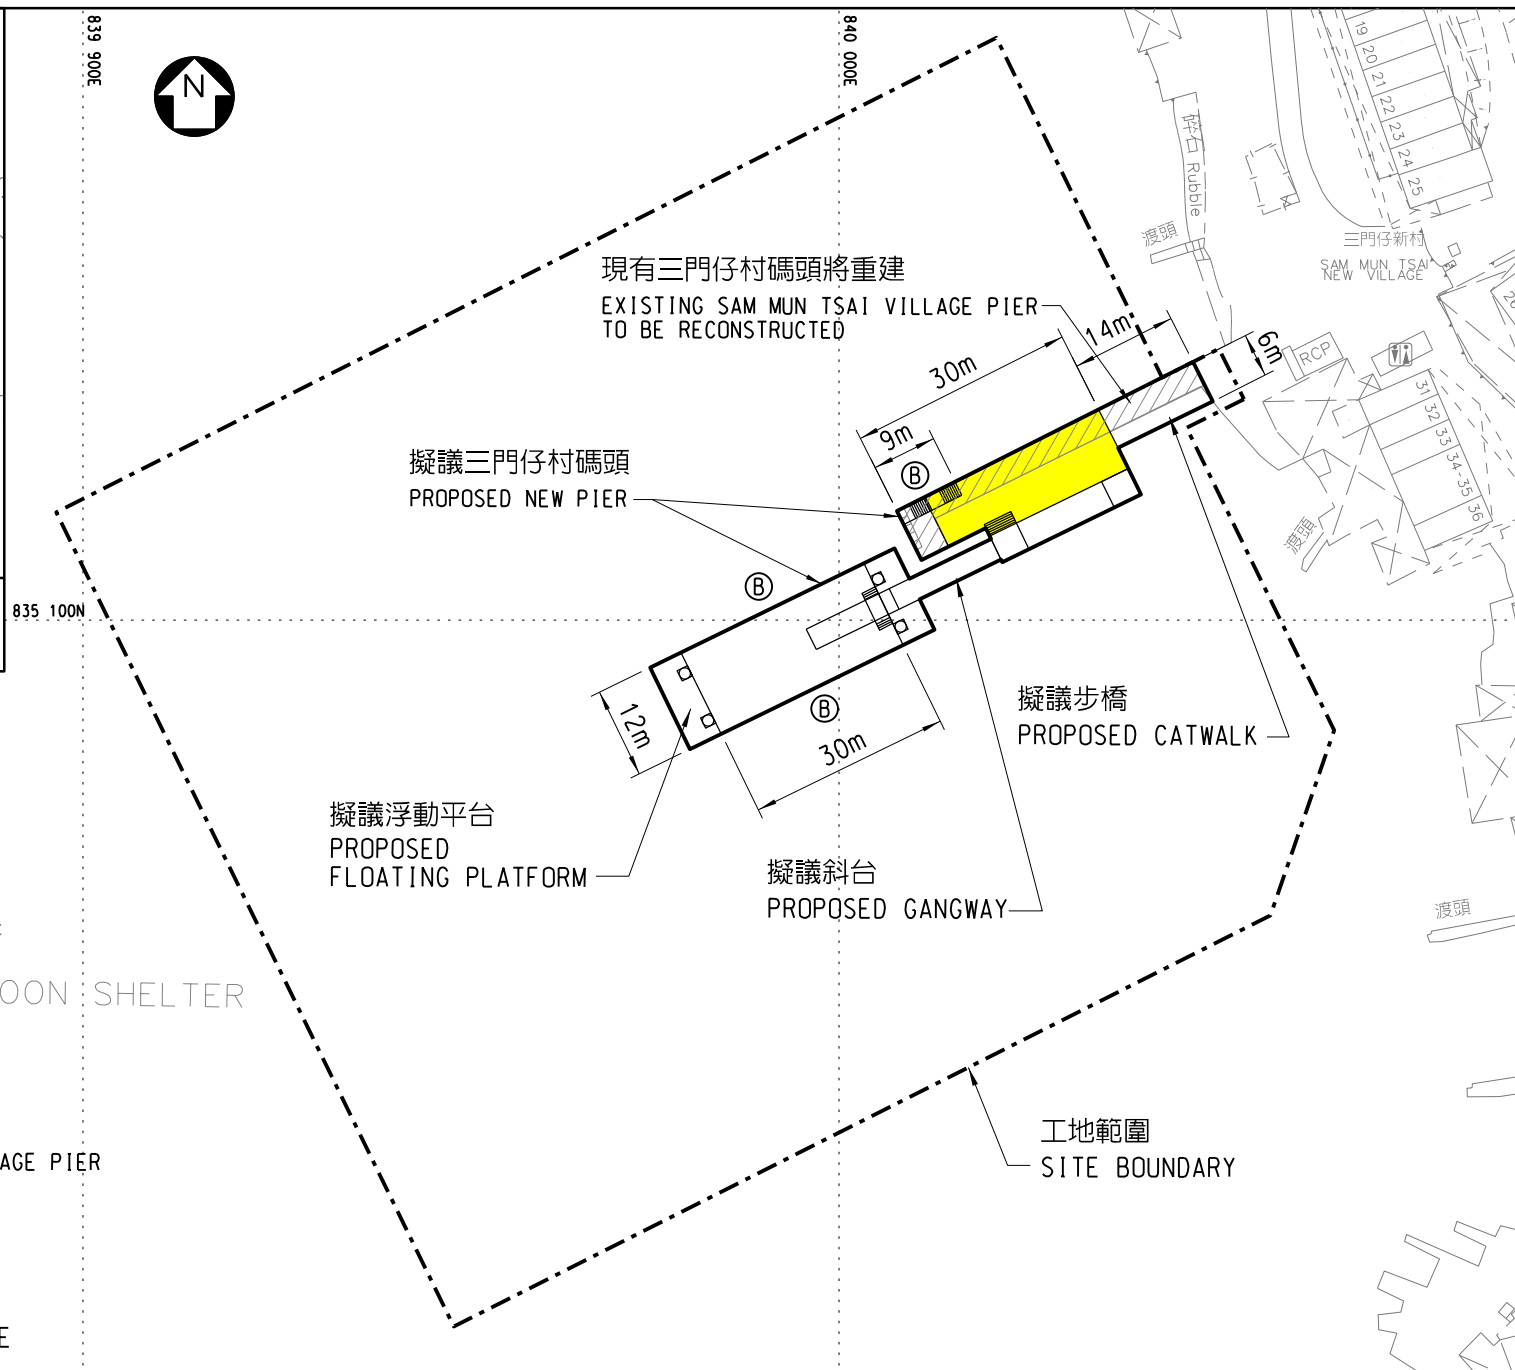 839 900E
840 000E
N
19
20
21
22
23
24
25
碎石 Rubble
渡頭
三門仔新村
SAM MUN TSAI
NEW VILLAGE
現有三門仔村碼頭將重建
EXISTING SAM MUN TSAI VILLAGE PIER
TO BE RECONSTRUCTED
14m
6m
30m
9m
RCP
31
32
33
34-35
36
B
擬議三門仔村碼頭
PROPOSED NEW PIER
渡頭
B
835 100N
12m
B
30m
擬議步橋
PROPOSED CATWALK
擬議浮動平台
PROPOSED
FLOATING PLATFORM
擬議斜台
PROPOSED GANGWAY
渡頭
OON SHELTER
工地範圍
SITE BOUNDARY
AGE PIER
E